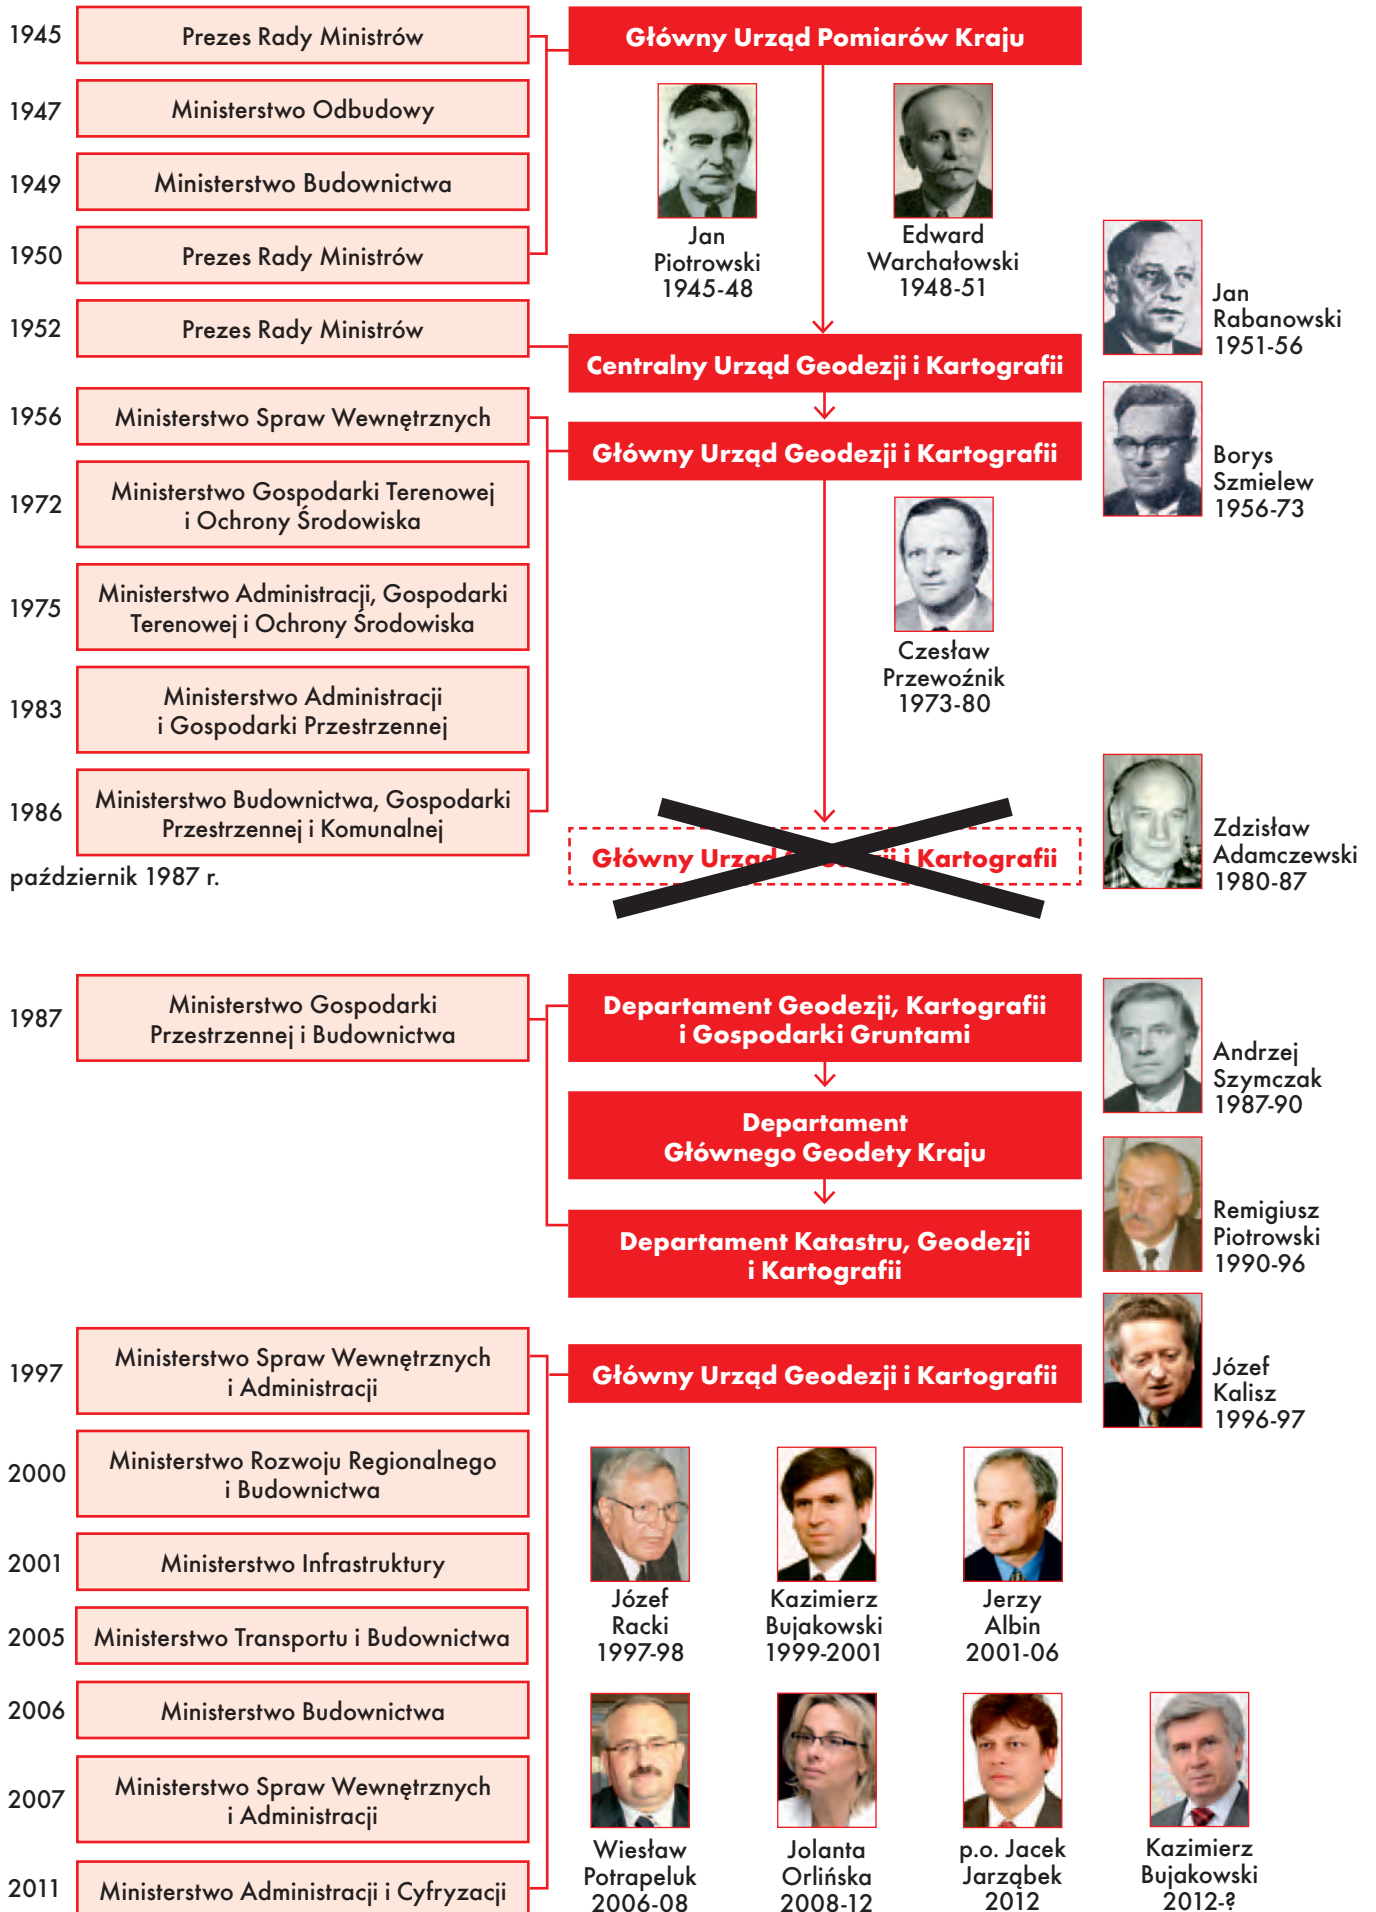 1945
Prezes Rady Ministrów
Główny Urząd Pomiarów Kraju
1947
Ministerstwo Odbudowy
1949
Ministerstwo Budownictwa
Jan
Piotrowski
1945-48
Edward
Warchałowski
1948-51
1950
Prezes Rady Ministrów
Jan
Rabanowski
1951-56
1952
Prezes Rady Ministrów
Centralny Urząd Geodezji i Kartografii
1956
Ministerstwo Spraw Wewnętrznych
Główny Urząd Geodezji i Kartografii
Borys
Szmielew
1956-73
1972
Ministerstwo Gospodarki Terenowej
i Ochrony Środowiska
1975
Ministerstwo Administracji, Gospodarki
Terenowej i Ochrony Środowiska
Czesław
Przewoźnik
1973-80
1983
Ministerstwo Administracji
i Gospodarki Przestrzennej
1986
Ministerstwo Budownictwa, Gospodarki
Przestrzennej i Komunalnej
Główny Urząd Geodezji i Kartografii
Zdzisław
Adamczewski
1980-87
październik 1987 r.
1987
Ministerstwo Gospodarki
Przestrzennej i Budownictwa
Departament Geodezji, Kartografii
i Gospodarki Gruntami
Andrzej
Szymczak
1987-90
Departament
Głównego Geodety Kraju
Departament Katastru, Geodezji
i Kartografii
Remigiusz
Piotrowski
1990-96
1997
Ministerstwo Spraw Wewnętrznych
i Administracji
Główny Urząd Geodezji i Kartografii
Józef
Kalisz
1996-97
2000
Ministerstwo Rozwoju Regionalnego
i Budownictwa
2001
Ministerstwo Infrastruktury
2005
Ministerstwo Transportu i Budownictwa
Józef
Racki
1997-98
Kazimierz
Bujakowski
1999-2001
Jerzy
Albin
2001-06
2006
Ministerstwo Budownictwa
2007
Ministerstwo Spraw Wewnętrznych
i Administracji
2011
Ministerstwo Administracji i Cyfryzacji
Wiesław
Potrapeluk
2006-08
Jolanta
Orlińska
2008-12
p.o. Jacek
Jarząbek
2012
Kazimierz
Bujakowski
2012-?